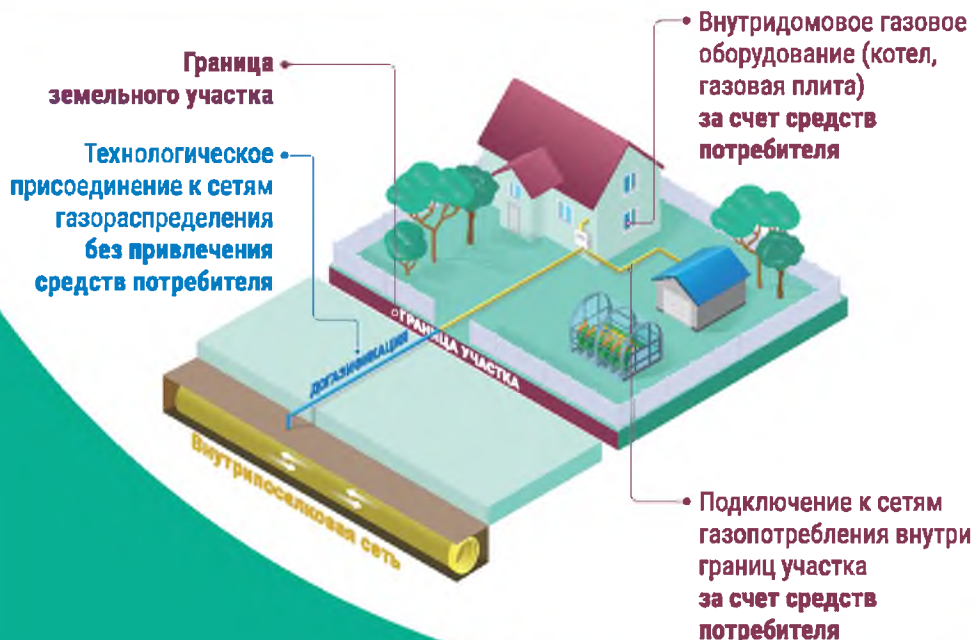 Граница
земельного участка
Технологическое
присоединение к сетям
газораспределения
без привлечения
средств потребителя
Внутридомовое газовое
оборудование (котел,
газовая плита)
за счет средств
потребителя
ГРАНИЦА УЧАСТКА
ДОГАЗИФИКАЦИЯ
Внутрипоселковая сеть
Подключение к сетям
газопотребления внутри
границ участка
за счет средств
потребителя